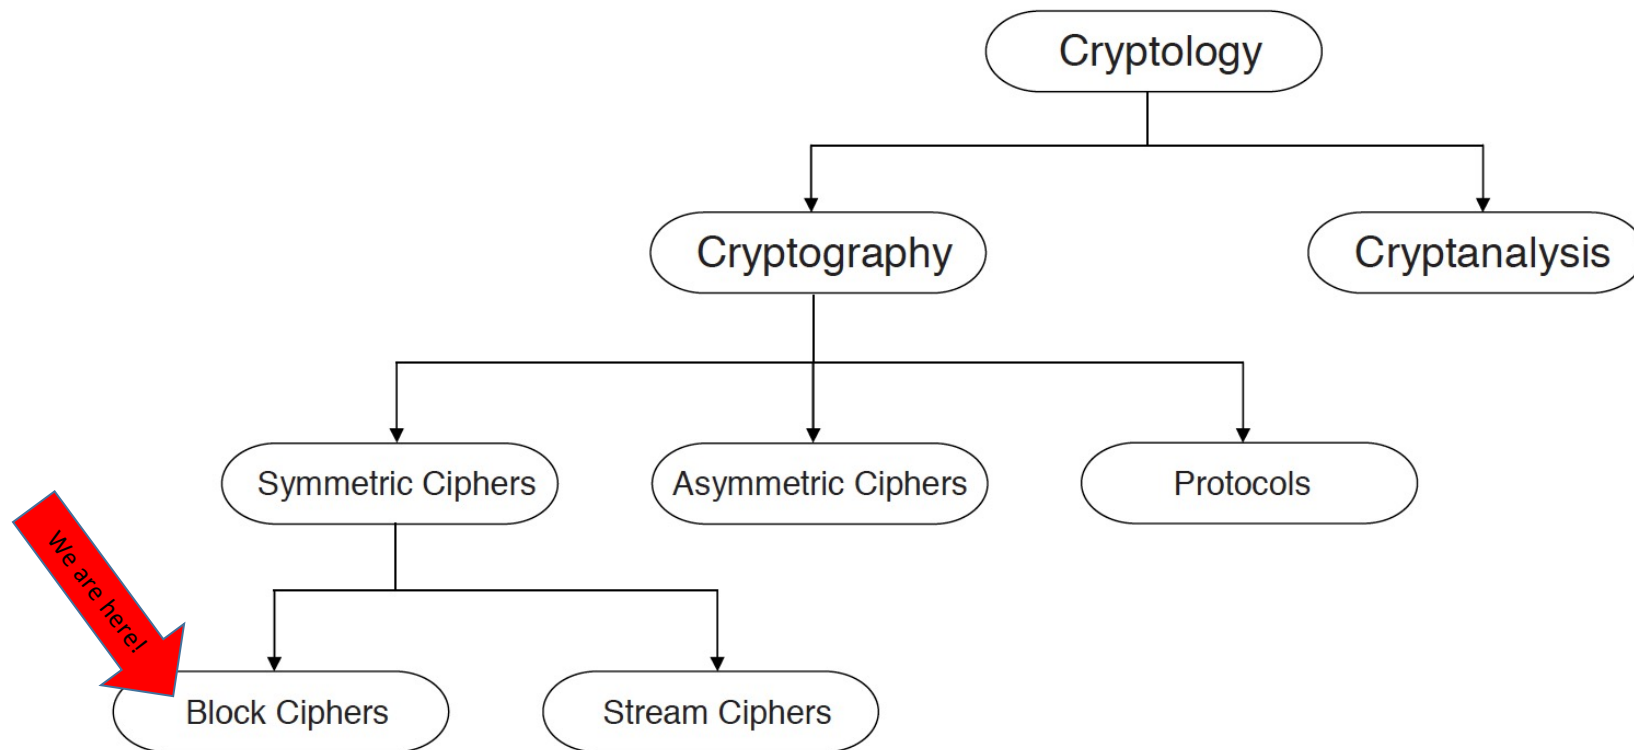 Cryptology
Cryptography
Cryptanalysis
Symmetric Ciphers
Asymmetric Ciphers
Protocols
We are here!
Block Ciphers
Stream Ciphers